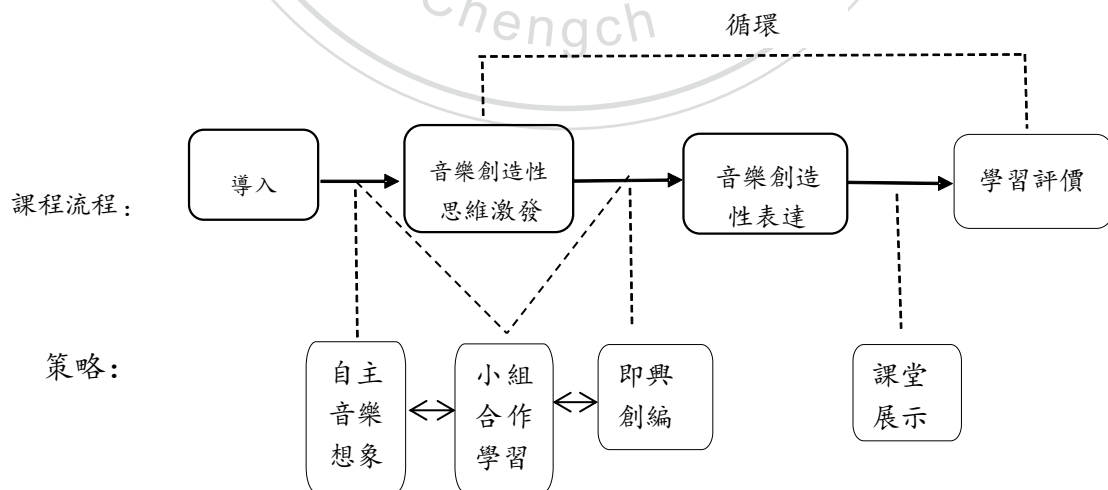 Chengch
循環
課程流程：
導入
音樂創造性
思維激發
音樂創造
性表達
學習評價
策略：
自主
音樂
想象
小組
合作
學習
即興
創編
課堂
展示